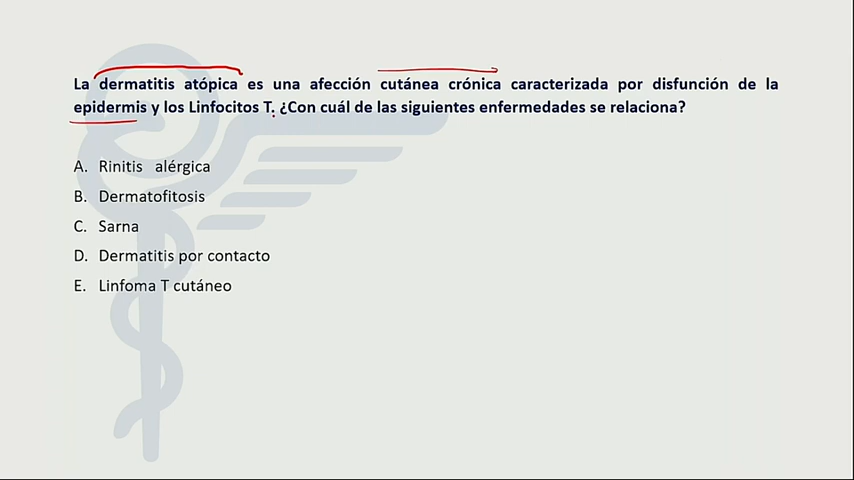 La dermatitis atópica es una afección cutánea crónica caracterizada por disfunción de la
epidermis y los Linfocitos T. ¿Con cuál de las siguientes enfermedades se relaciona?
A. Rinitis alérgica
B. Dermatofitosis
C. Sarna
D. Dermatitis por contacto
E. Linfoma T cutáneo